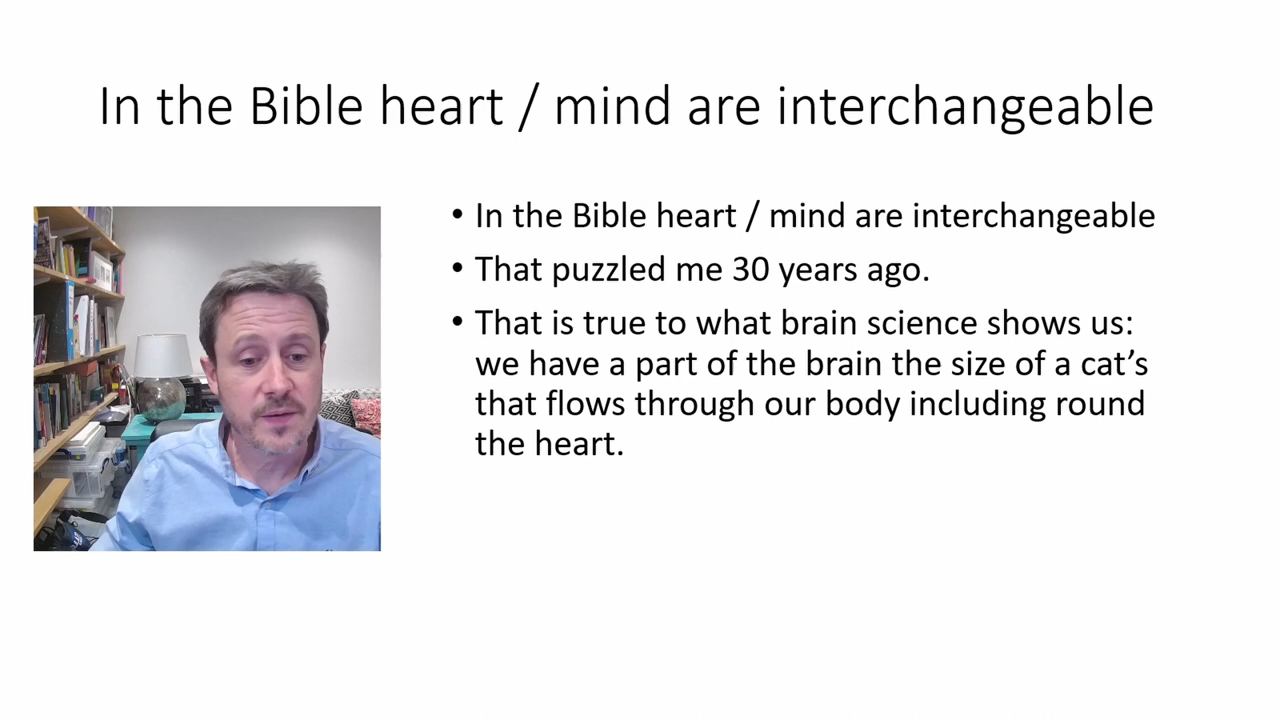 In the Bible heart / mind are interchangeable
• In the Bible heart / mind are interchangeable
• That puzzled me 30 years ago.
• That is true to what brain science shows us:
we have a part of the brain the size of a cat’s
that flows through our body including round
the heart.